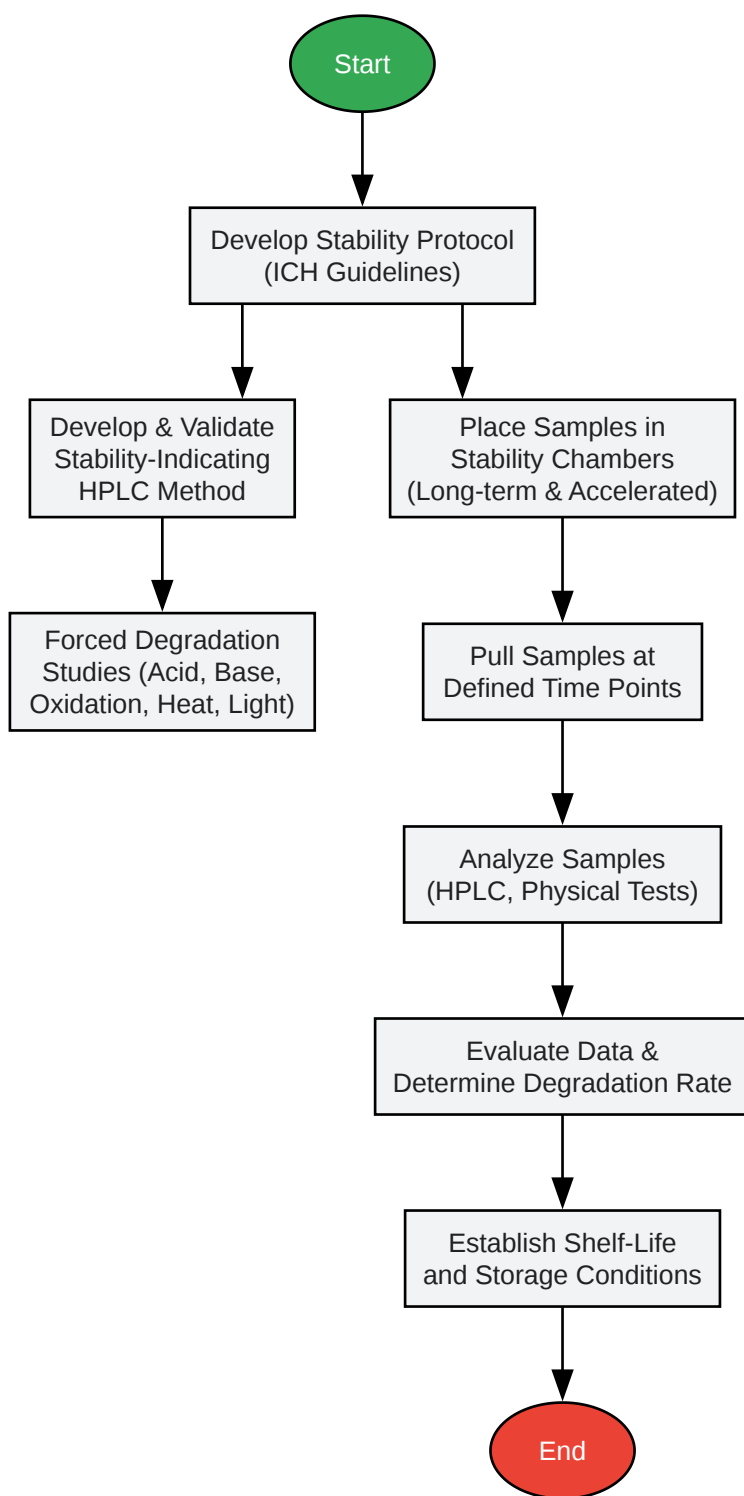 Start
Develop Stability Protocol
(ICH Guidelines)
Develop & Validate
Stability-Indicating
HPLC Method
Place Samples in
Stability Chambers
(Long-term & Accelerated)
Forced Degradation
Studies (Acid, Base,
Oxidation, Heat, Light)
Pull Samples at
Defined Time Points
Analyze Samples
(HPLC, Physical Tests)
Evaluate Data &
Determine Degradation Rate
Establish Shelf-Life
and Storage Conditions
End